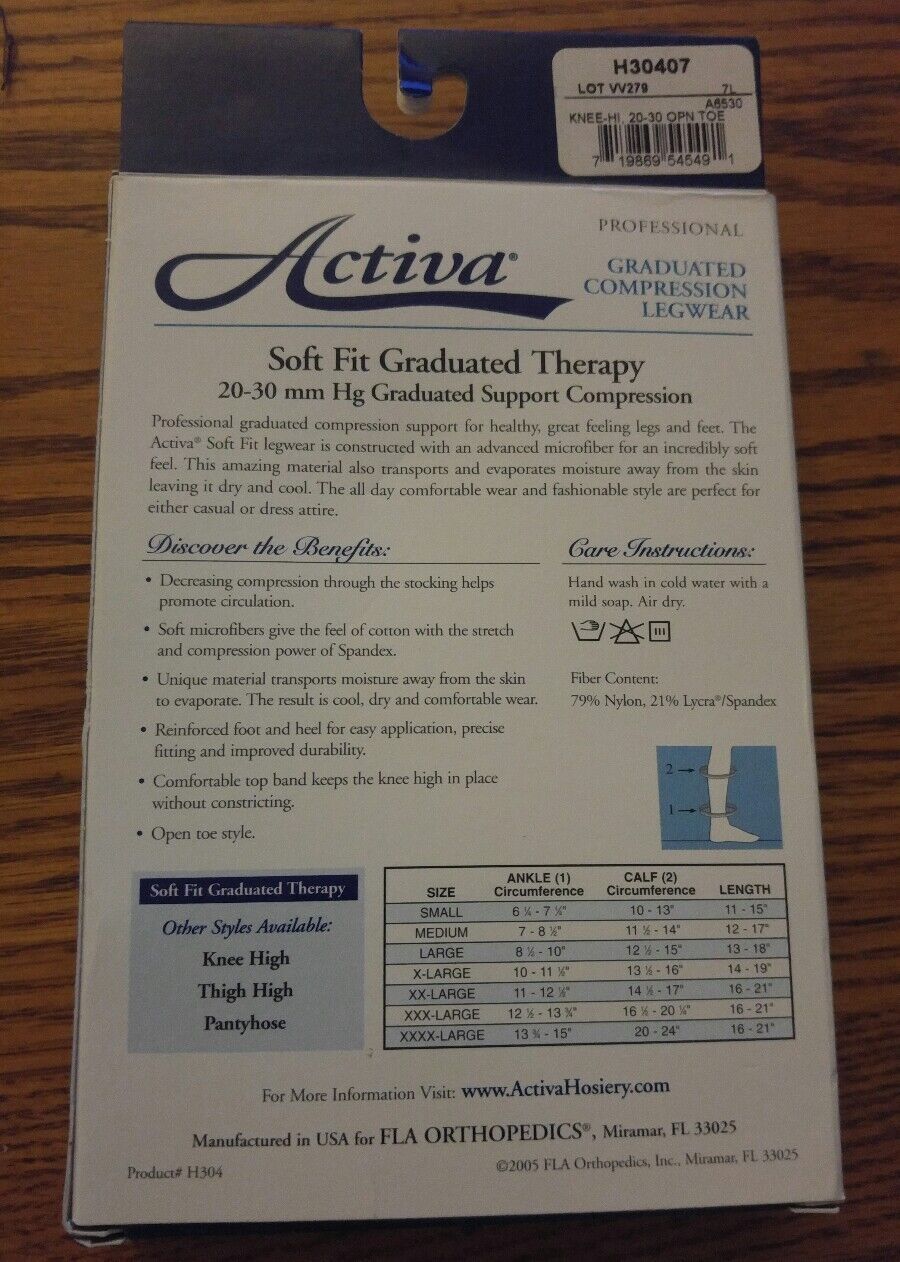 H30407
LOT VV279 7L
A6530
KNEE-HI, 20-30 OPN TOE
7 19869 54549 1
Activa®
PROFESSIONAL
GRADUATED
COMPRESSION
LEGWEAR
Soft Fit Graduated Therapy
20-30 mm Hg Graduated Support Compression
Professional graduated compression support for healthy, great feeling legs and feet. The
Activa® Soft Fit legwear is constructed with an advanced microfiber for an incredibly soft
feel. This amazing material also transports and evaporates moisture away from the skin
leaving it dry and cool. The all day comfortable wear and fashionable style are perfect for
either casual or dress attire.
Discover the Benefits:
• Decreasing compression through the stocking helps
promote circulation.
• Soft microfibers give the feel of cotton with the stretch
and compression power of Spandex.
• Unique material transports moisture away from the skin
to evaporate. The result is cool, dry and comfortable wear.
• Reinforced foot and heel for easy application, precise
fitting and improved durability.
• Comfortable top band keeps the knee high in place
without constricting.
• Open toe style.
Care Instructions:
Hand wash in cold water with a
mild soap. Air dry.
Fiber Content:
79% Nylon, 21% Lycra®/Spandex
2
1
Soft Fit Graduated Therapy
Other Styles Available:
Knee High
Thigh High
Pantyhose
SIZE ANKLE (1) Circumference CALF (2) Circumference LENGTH
SMALL 6 ¼ - 7 ¼" 10 - 13" 11 - 15"
MEDIUM 7 - 8 ½" 11 ½ - 14" 12 - 17"
LARGE 8 ½ - 10" 12 ½ - 15" 13 - 18"
X-LARGE 10 - 11 ½" 13 ½ - 16" 14 - 19"
XX-LARGE 11 - 12 ½" 14 ½ - 17" 16 - 21"
XXX-LARGE 12 ½ - 13 ¾" 16 ½ - 20 ¼" 16 - 21"
XXXX-LARGE 13 ¾ - 15" 20 - 24" 16 - 21"
For More Information Visit: www.ActivaHosiery.com
Manufactured in USA for FLA ORTHOPEDICS®, Miramar, FL 33025
Product# H304
©2005 FLA Orthopedics, Inc., Miramar, FL 33025